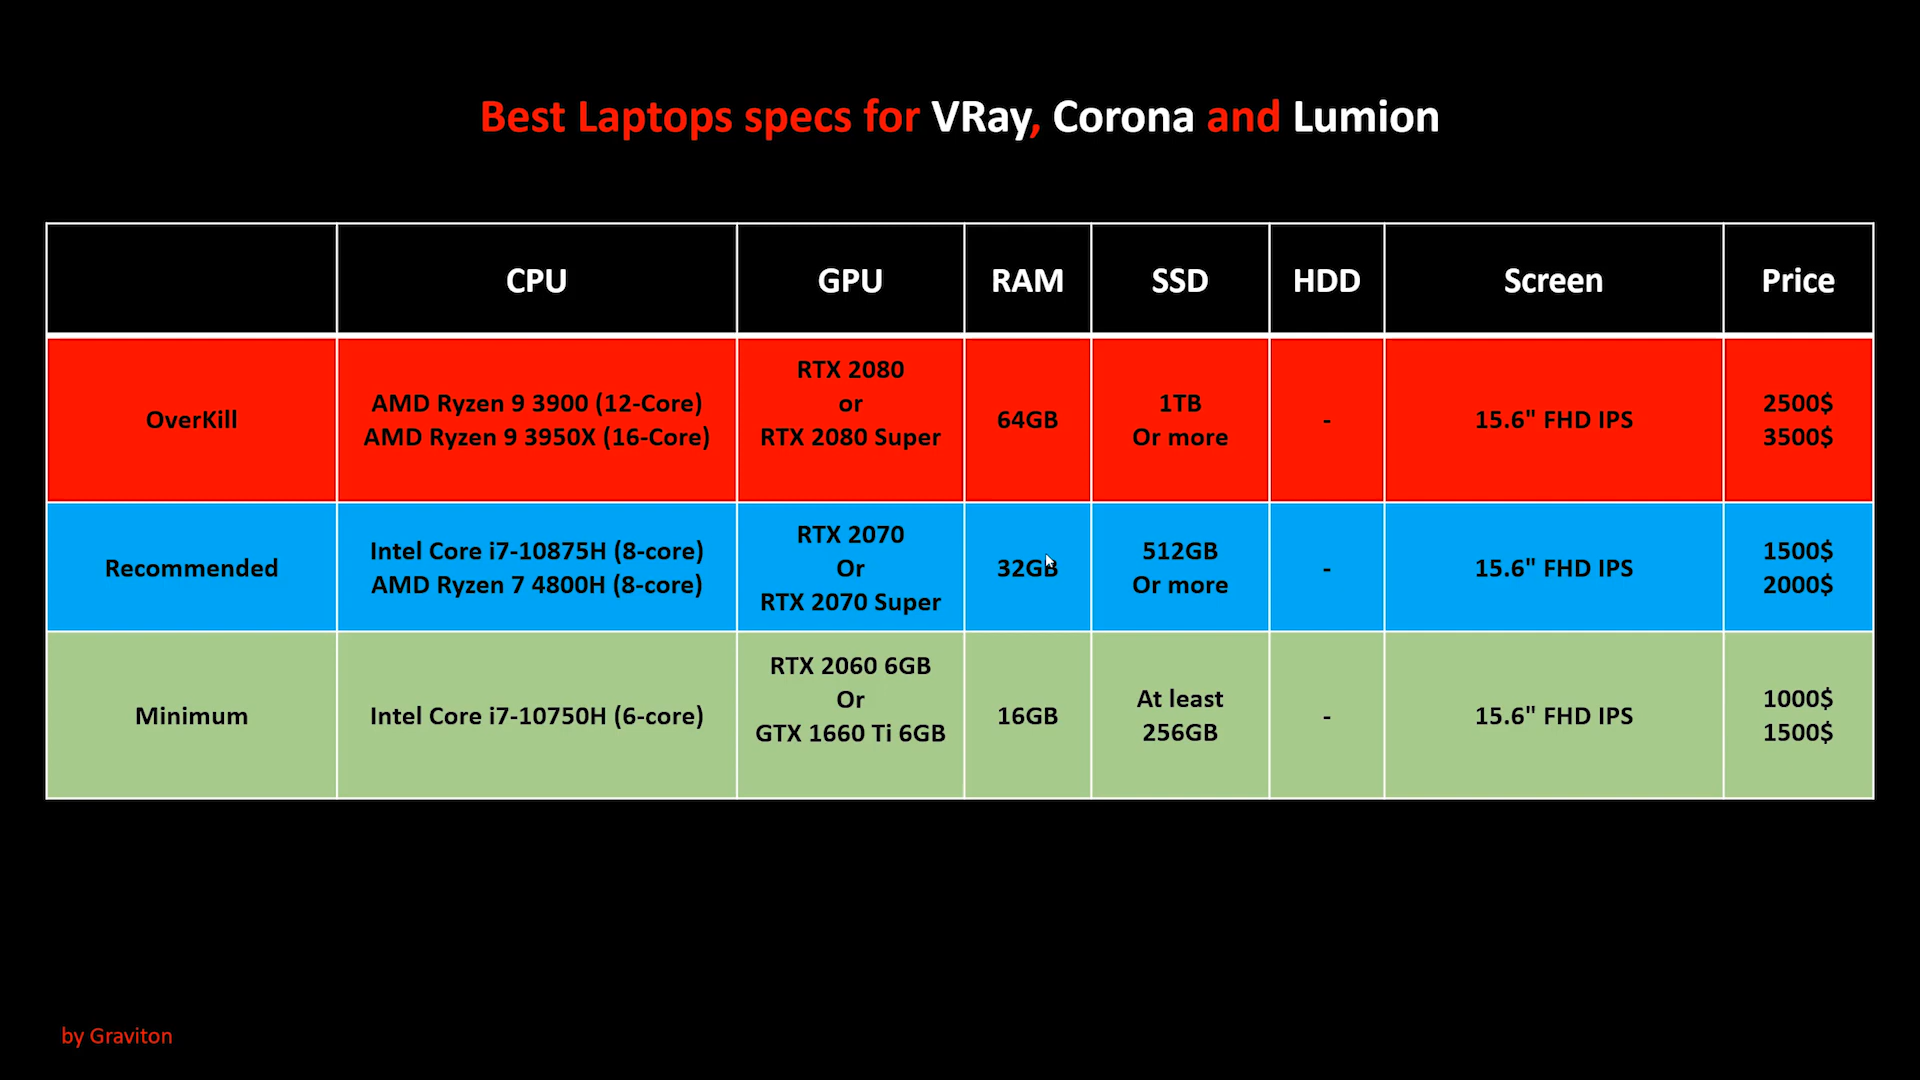 Best Laptops specs for VRay, Corona and Lumion
CPU
GPU
RAM
SSD
HDD
Screen
Price
OverKill
AMD Ryzen 9 3900 (12-Core)
AMD Ryzen 9 3950X (16-Core)
RTX 2080
or
RTX 2080 Super
64GB
1TB
Or more
-
15.6" FHD IPS
2500$
3500$
Recommended
Intel Core i7-10875H (8-core)
AMD Ryzen 7 4800H (8-core)
RTX 2070
Or
RTX 2070 Super
32GB
512GB
Or more
-
15.6" FHD IPS
1500$
2000$
Minimum
Intel Core i7-10750H (6-core)
RTX 2060 6GB
Or
GTX 1660 Ti 6GB
16GB
At least
256GB
-
15.6" FHD IPS
1000$
1500$
by Graviton